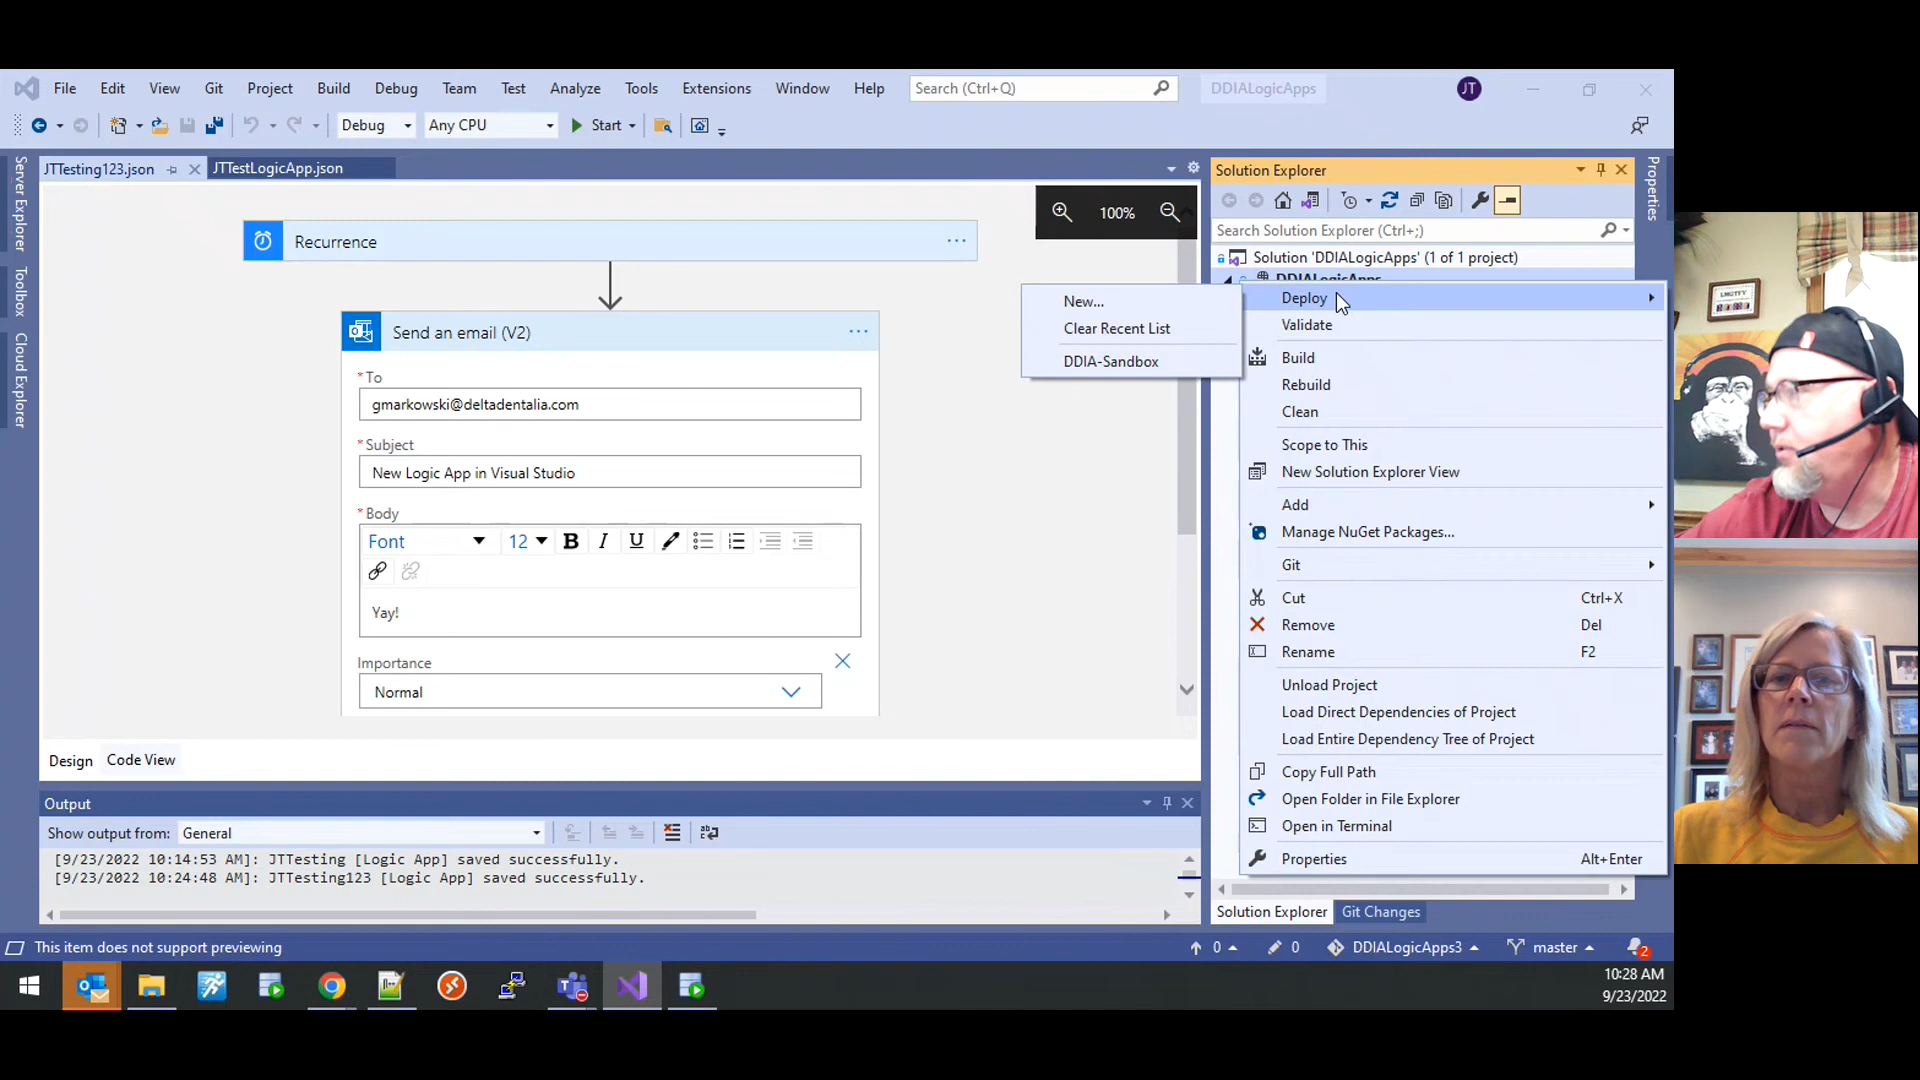 File Edit View Git Project Build Debug Team Test Analyze Tools Extensions Window Help Search (Ctrl+Q) DDIALogicApps JT
Debug Any CPU Start
Server Explorer
Toolbox
Cloud Explorer
JTTesting123.json JTTestLogicApp.json
100%
Recurrence
Send an email (V2)
*To
gmarkowski@deltadentalia.com
*Subject
New Logic App in Visual Studio
*Body
Font 12 B I U
Yay!
Importance
Normal
Design Code View
Output
Show output from: General
[9/23/2022 10:14:53 AM]: JTTesting [Logic App] saved successfully.
[9/23/2022 10:24:48 AM]: JTTesting123 [Logic App] saved successfully.
Solution Explorer
Search Solution Explorer (Ctrl+;)
Solution 'DDIALogicApps' (1 of 1 project)
DDIALogicApps
New...
Clear Recent List
DDIA-Sandbox
Deploy
Validate
Build
Rebuild
Clean
Scope to This
New Solution Explorer View
Add
Manage NuGet Packages...
Git
Cut Ctrl+X
Remove Del
Rename F2
Unload Project
Load Direct Dependencies of Project
Load Entire Dependency Tree of Project
Copy Full Path
Open Folder in File Explorer
Open in Terminal
Properties Alt+Enter
Solution Explorer Git Changes
Properties
This item does not support previewing
0 0 DDIALogicApps3 master 2
10:28 AM
9/23/2022
LMGTFY